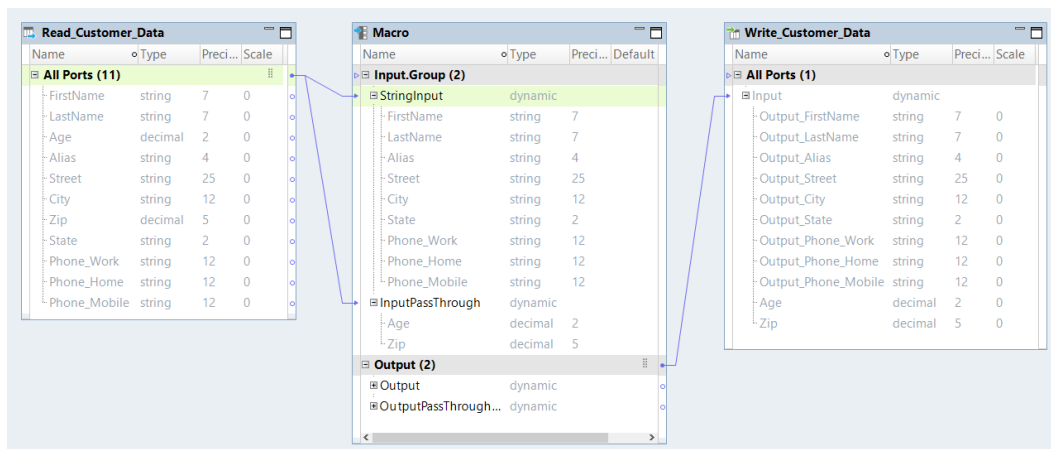 Read_Customer_Data
Name Type Preci... Scale
All Ports (11)
FirstName string 7 0
LastName string 7 0
Age decimal 2 0
Alias string 4 0
Street string 25 0
City string 12 0
Zip decimal 5 0
State string 2 0
Phone_Work string 12 0
Phone_Home string 12 0
Phone_Mobile string 12 0
Macro
Name Type Preci... Default
Input.Group (2)
StringInput dynamic
FirstName string 7
LastName string 7
Alias string 4
Street string 25
City string 12
State string 2
Phone_Work string 12
Phone_Home string 12
Phone_Mobile string 12
InputPassThrough dynamic
Age decimal 2
Zip decimal 5
Output (2)
Output dynamic
OutputPassThrough... dynamic
Write_Customer_Data
Name Type Preci... Scale
All Ports (1)
Input dynamic
Output_FirstName string 7 0
Output_LastName string 7 0
Output_Alias string 4 0
Output_Street string 25 0
Output_City string 12 0
Output_State string 2 0
Output_Phone_Work string 12 0
Output_Phone_Home string 12 0
Output_Phone_Mobile string 12 0
Age decimal 2 0
Zip decimal 5 0